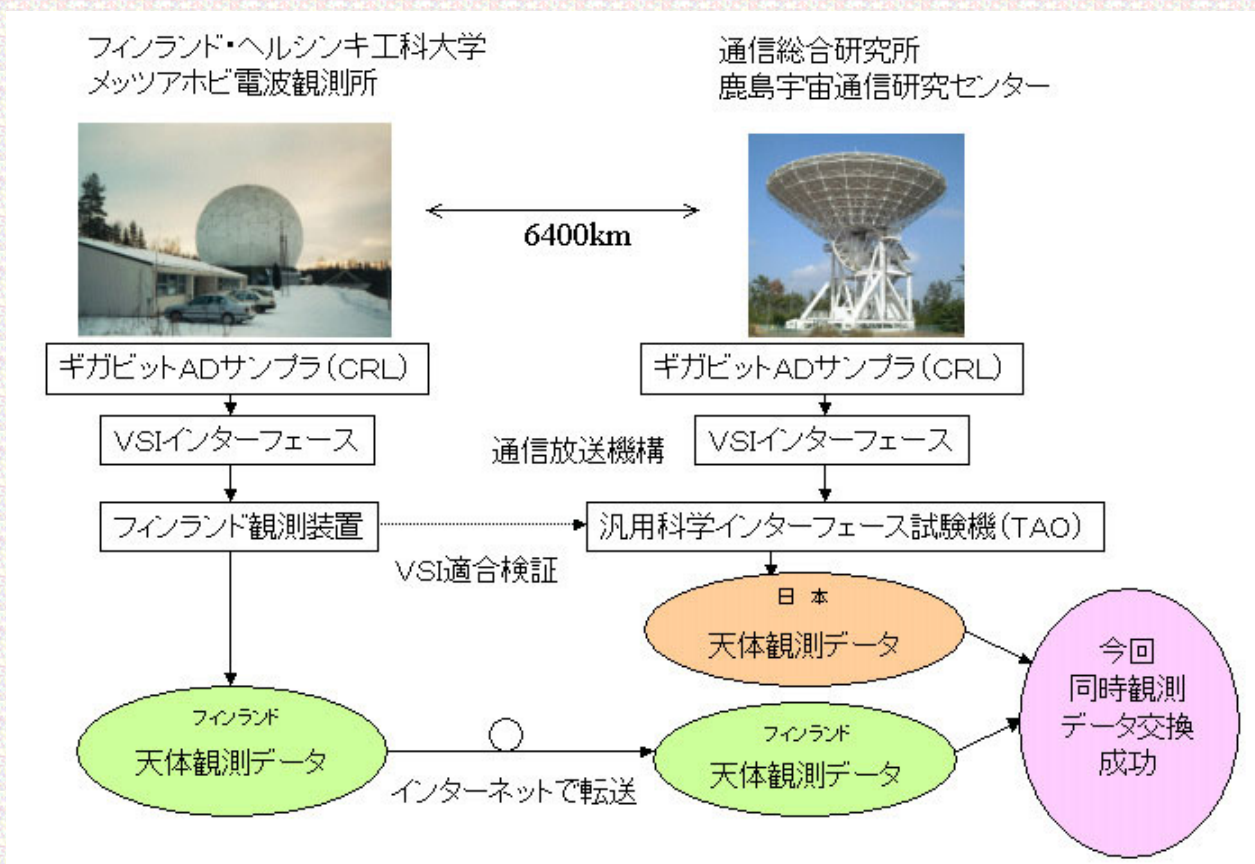 フィンランド・ヘルシンキ工科大学
メッツアホビ電波観測所
通信総合研究所
鹿島宇宙通信研究センター
6400km
ギガビットADサンプラ(CRL)
ギガビットADサンプラ(CRL)
VSIインターフェース
VSIインターフェース
通信放送機構
フィンランド観測装置
汎用科学インターフェース試験機(TAO)
VSI適合検証
日 本
天体観測データ
今回
同時観測
データ交換
成功
フィンランド
天体観測データ
フィンランド
天体観測データ
インターネットで転送